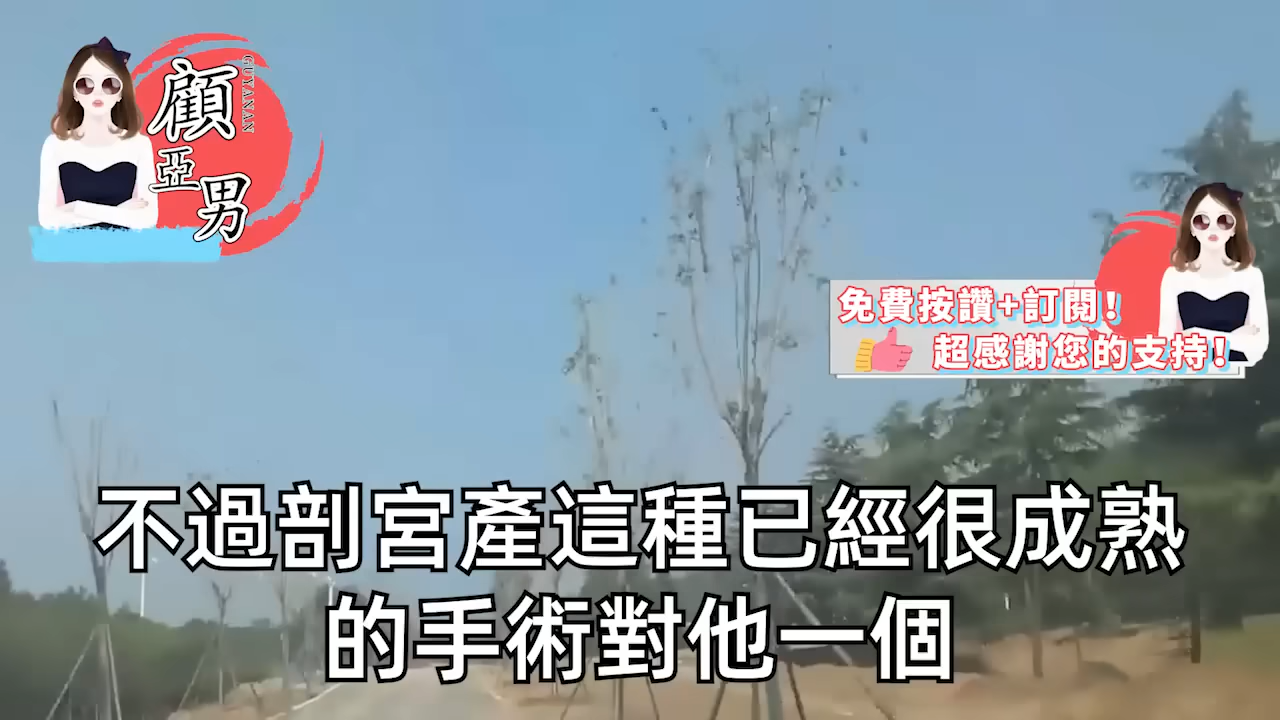 顧亞男
GUYANAN
免費按讚+訂閱!
超感謝您的支持!
不過剖宮產這種已經很成熟
的手術對他一個